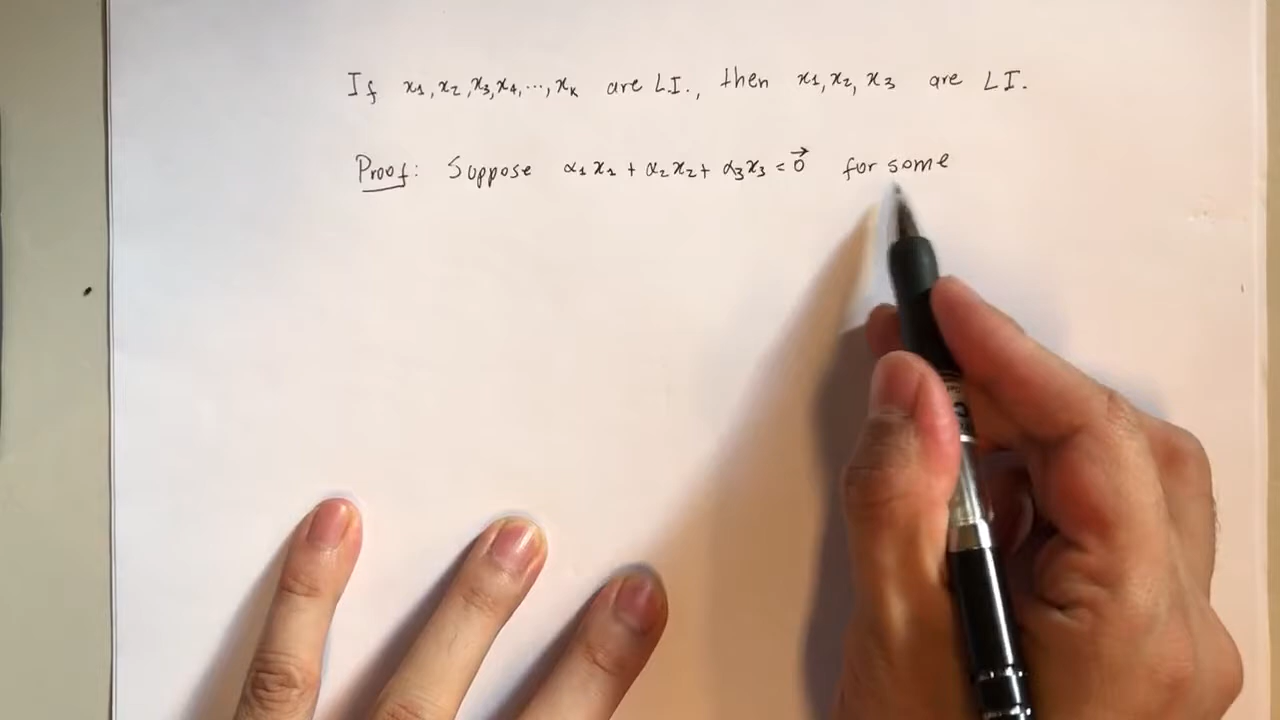 If x₁, x₂, x₃, x₄, ..., xₖ are L.I., then x₁, x₂, x₃ are LI.
Proof: Suppose α₁x₁ + α₂x₂ + α₃x₃ = 0⃗ for some